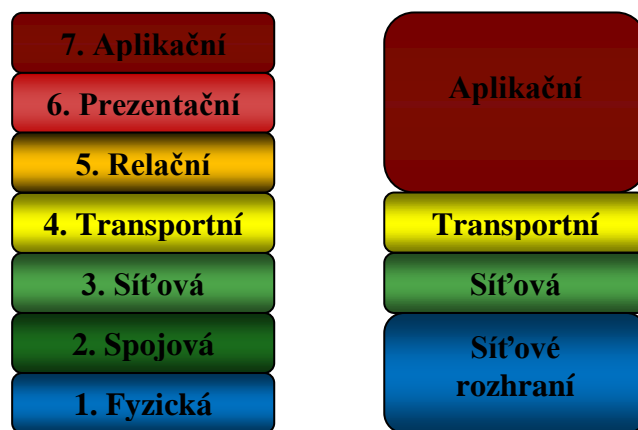 7. Aplikační
6. Prezentační
5. Relační
4. Transportní
3. Síťová
2. Spojová
1. Fyzická
Aplikační
Transportní
Síťová
Síťové
rozhraní